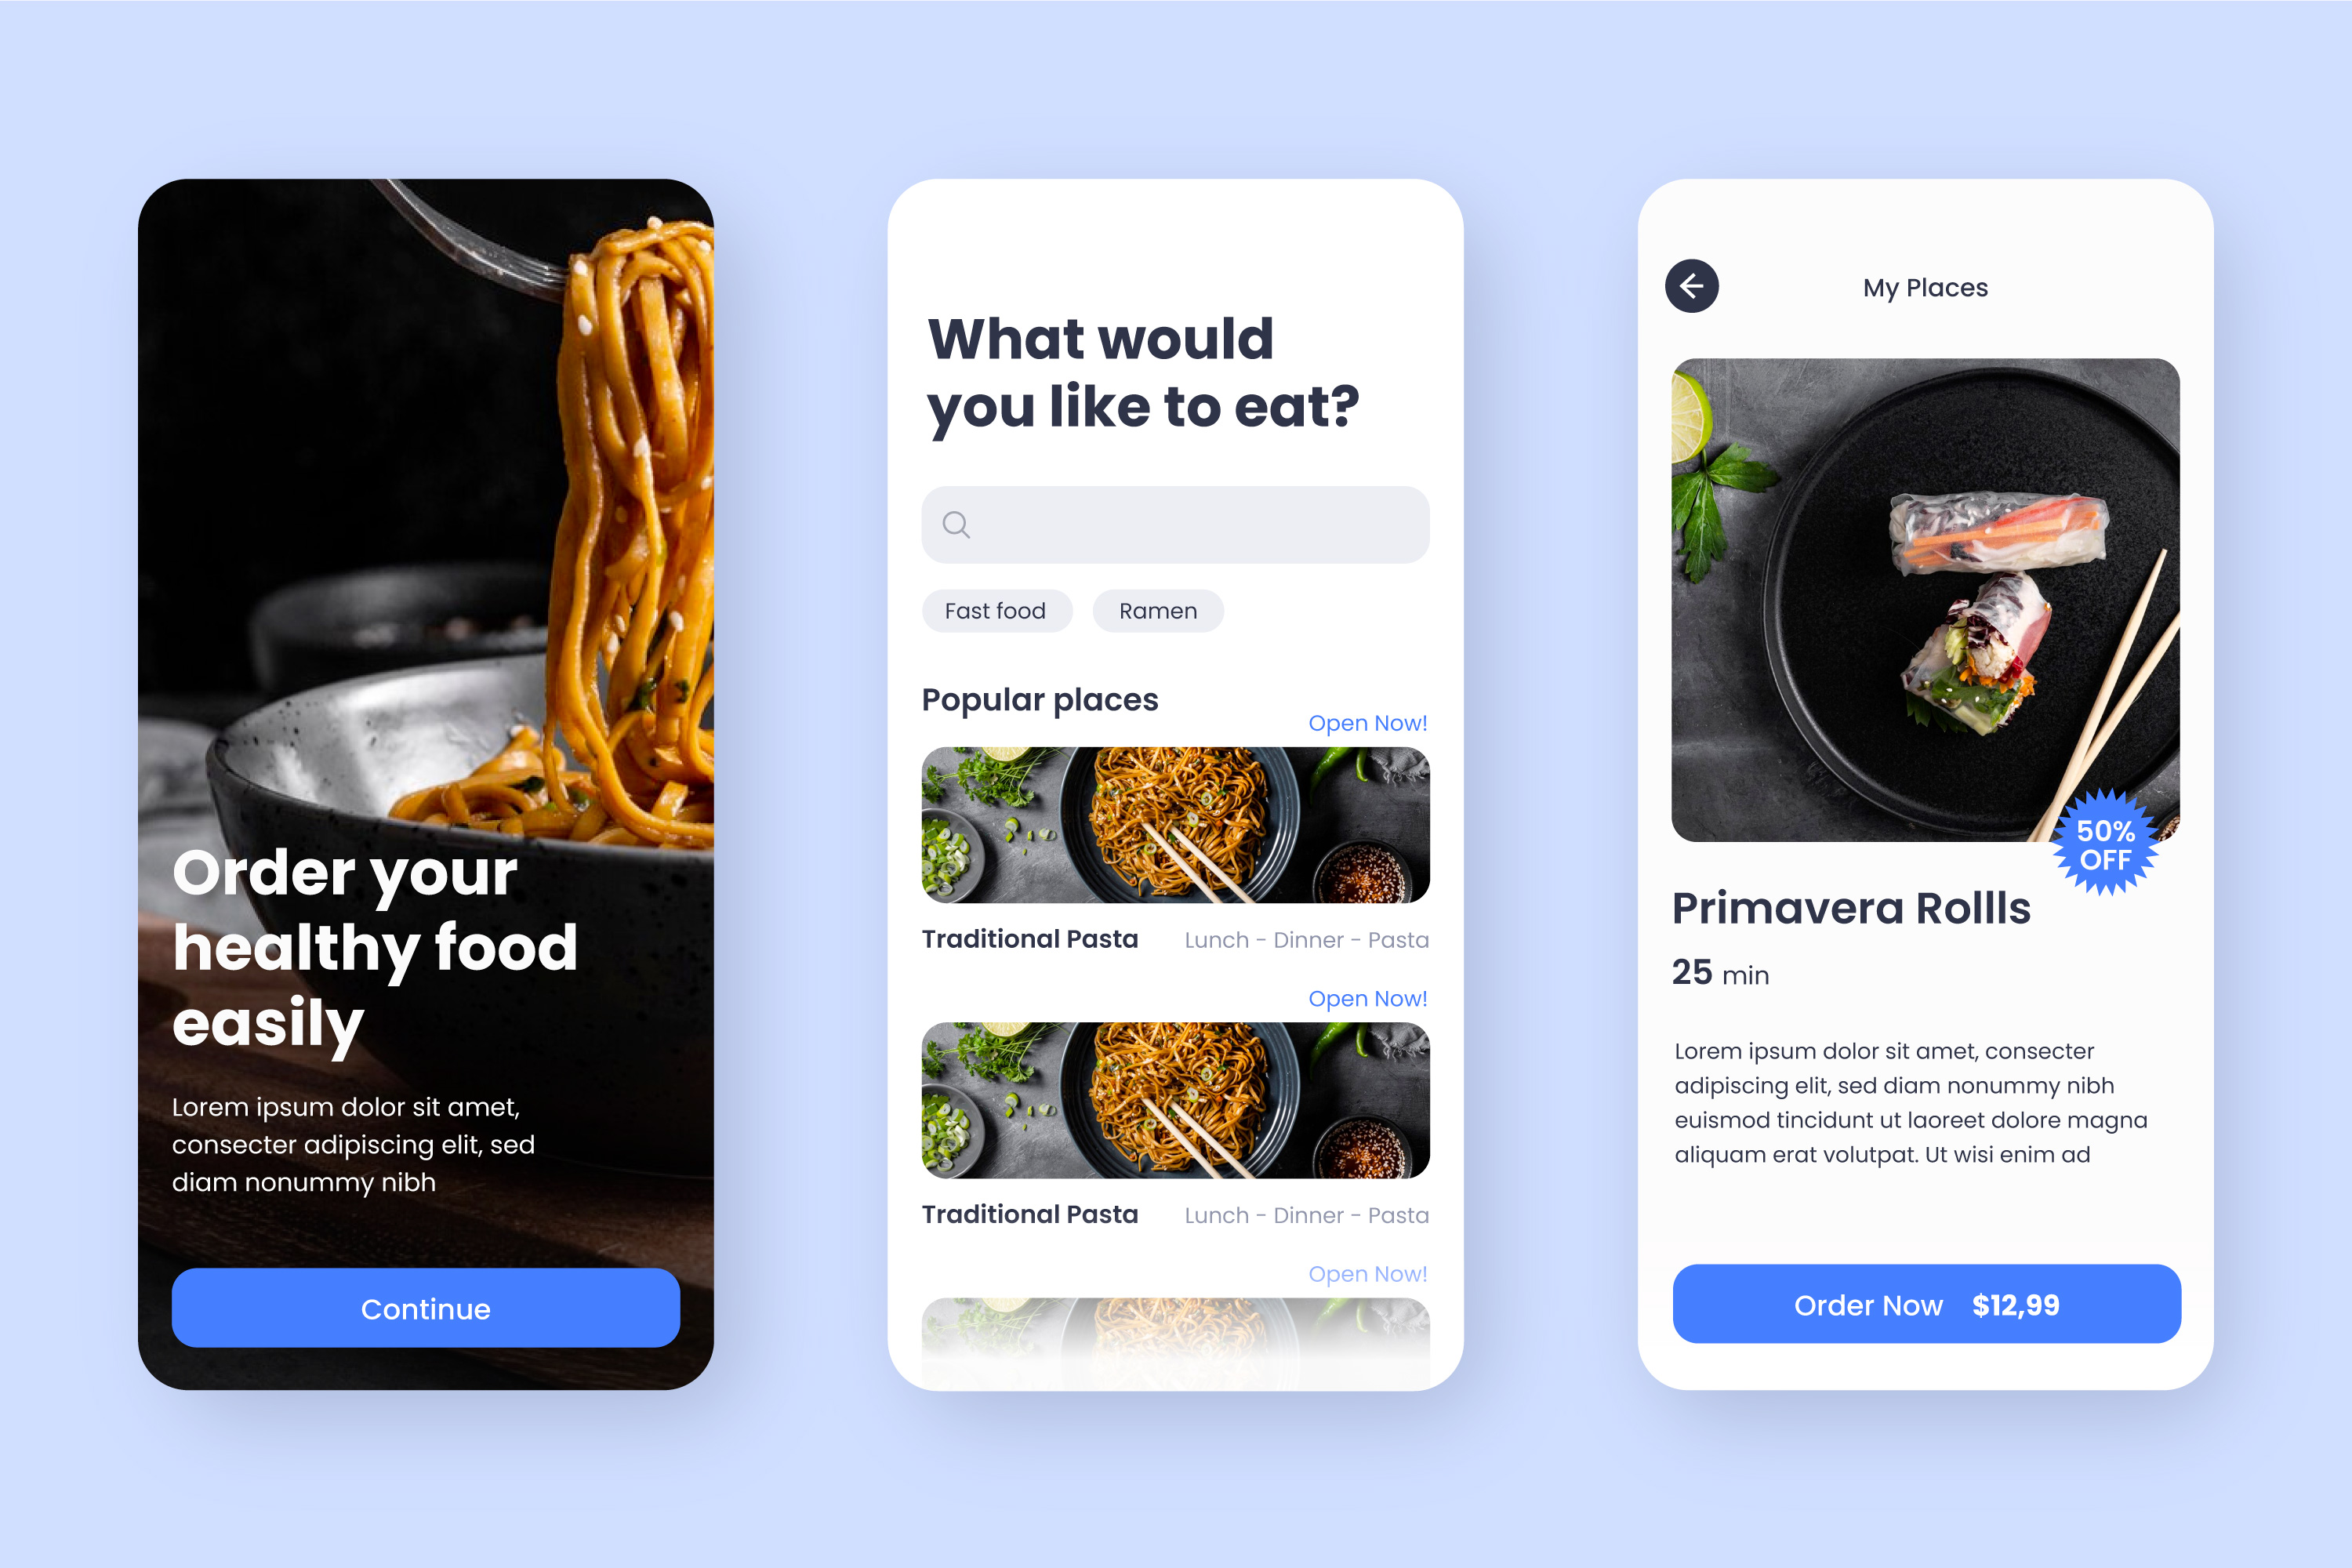 Order your
healthy food
easily
Lorem ipsum dolor sit amet,
consecter adipiscing elit, sed
diam nonummy nibh
Continue
What would
you like to eat?
Fast food
Ramen
Popular places
Open Now!
Traditional Pasta
Lunch - Dinner - Pasta
Open Now!
Traditional Pasta
Lunch - Dinner - Pasta
Open Now!
My Places
50%
OFF
Primavera Rollls
25 min
Lorem ipsum dolor sit amet, consecter
adipiscing elit, sed diam nonummy nibh
euismod tincidunt ut laoreet dolore magna
aliquam erat volutpat. Ut wisi enim ad
Order Now $12,99